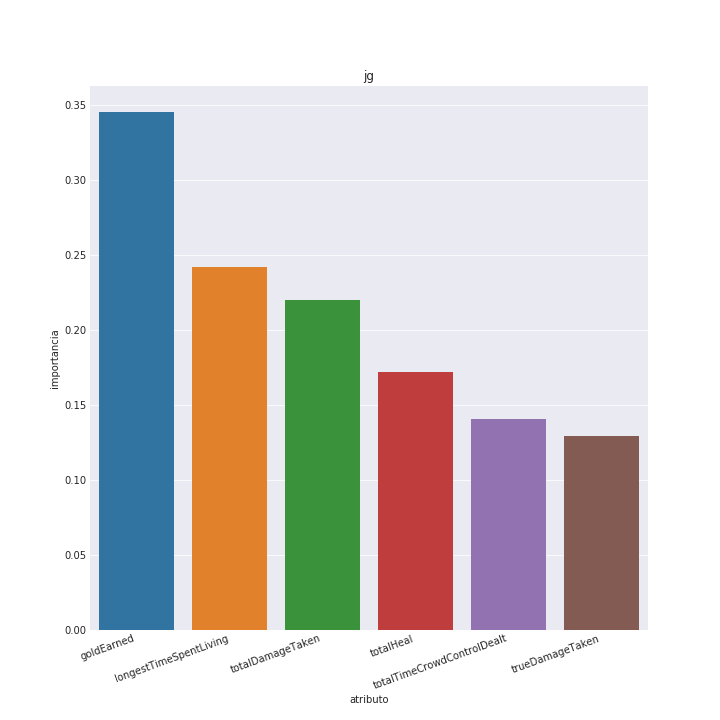 jg
0.35
0.30
0.25
0.20
0.15
0.10
0.05
0.00
importancia
goldEarned
longestTimeSpentLiving
totalDamageTaken
totalHeal
totalTimeCrowdControlDealt
trueDamageTaken
atributo